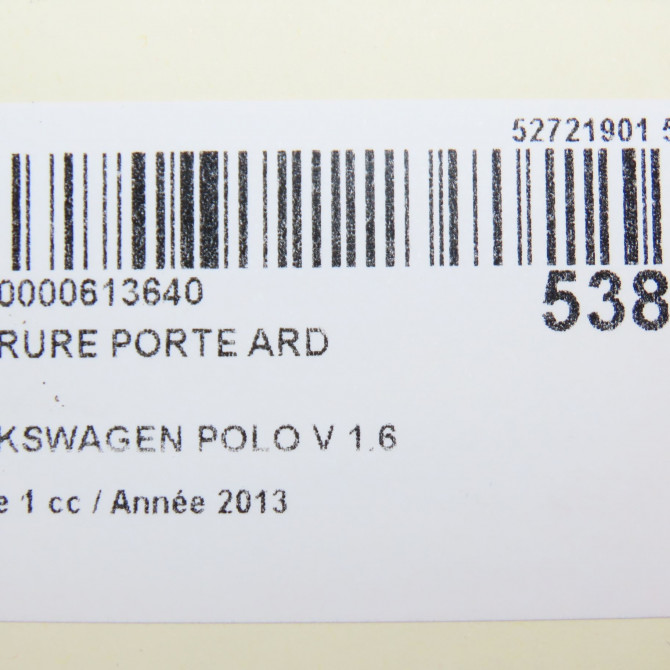 52721901 5
0000613640
538
RURE PORTE ARD
KSWAGEN POLO V 1.6
e 1 cc / Année 2013